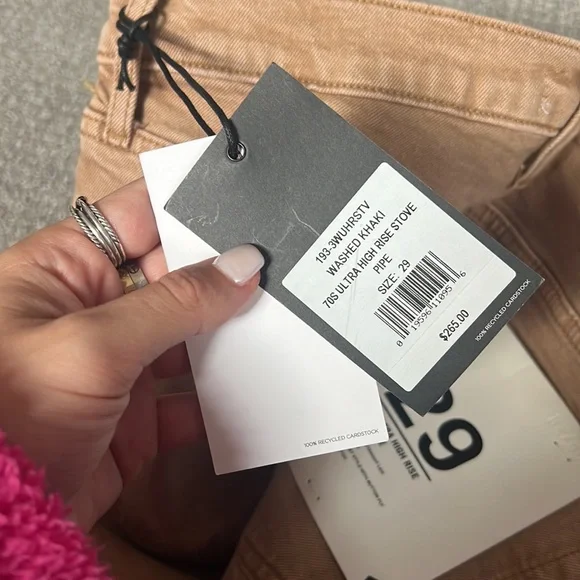 193-3WUHRSTV
WASHED KHAKI
70S ULTRA HIGH RISE STOVE
PIPE
SIZE: 29
0 19596 11095 6
$265.00
100% RECYCLED CARDSTOCK
100% RECYCLED CARDSTOCK
29
HIGH RISE